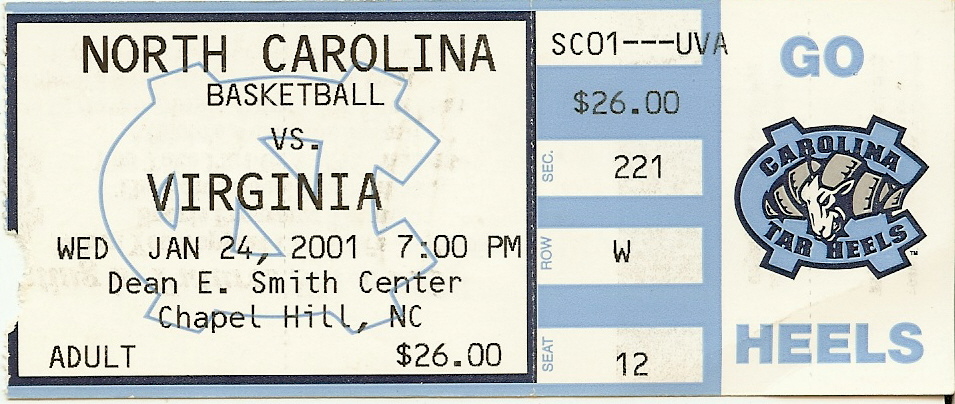 NORTH CAROLINA
BASKETBALL
VS.
VIRGINIA
WED JAN 24, 2001 7:00 PM
Dean E. Smith Center
Chapel Hill, NC
ADULT $26.00
SC01---UVA
$26.00
SEC. 221
ROW W
SEAT 12
GO
CAROLINA
TAR HEELS™
HEELS